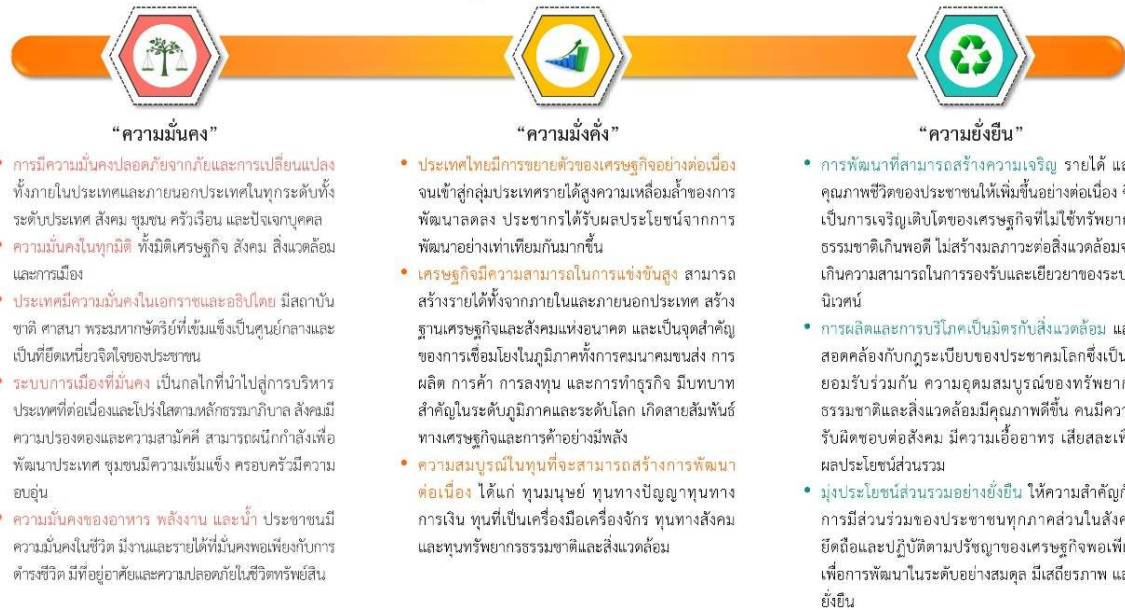 “ความมั่นคง”
• การมีความมั่นคงปลอดภัยจากภัยและการเปลี่ยนแปลง
ทั้งภายในประเทศและภายนอกประเทศในทุกระดับทั้ง
ระดับประเทศ สังคม ชุมชน ครัวเรือน และปัจเจกบุคคล
• ความมั่นคงในทุกมิติ ทั้งมิติเศรษฐกิจ สังคม สิ่งแวดล้อม
และการเมือง
• ประเทศมีความมั่นคงในเอกราชและอธิปไตย มีสถาบัน
ชาติ ศาสนา พระมหากษัตริย์ที่เข้มแข็งเป็นศูนย์กลางและ
เป็นที่ยึดเหนี่ยวจิตใจของประชาชน
• ระบบการเมืองที่มั่นคง เป็นกลไกที่นำไปสู่การบริหาร
ประเทศที่ต่อเนื่องและโปร่งใสตามหลักธรรมาภิบาล สังคมมี
ความปรองดองและความสามัคคี สามารถผนึกกำลังเพื่อ
พัฒนาประเทศ ชุมชนมีความเข้มแข็ง ครอบครัวมีความ
อบอุ่น
• ความมั่นคงของอาหาร พลังงาน และน้ำ ประชาชนมี
ความมั่นคงในชีวิต มีงานและรายได้ที่มั่นคงพอเพียงกับการ
ดำรงชีวิต มีที่อยู่อาศัยและความปลอดภัยในชีวิตทรัพย์สิน
“ความมั่งคั่ง”
• ประเทศไทยมีการขยายตัวของเศรษฐกิจอย่างต่อเนื่อง
จนเข้าสู่กลุ่มประเทศรายได้สูงความเหลื่อมล้ำของการ
พัฒนาลดลง ประชากรได้รับผลประโยชน์จากการ
พัฒนาอย่างเท่าเทียมกันมากขึ้น
• เศรษฐกิจมีความสามารถในการแข่งขันสูง สามารถ
สร้างรายได้ทั้งจากภายในและภายนอกประเทศ สร้าง
ฐานเศรษฐกิจและสังคมแห่งอนาคต และเป็นจุดสำคัญ
ของการเชื่อมโยงในภูมิภาคทั้งการคมนาคมขนส่ง การ
ผลิต การค้า การลงทุน และการทำธุรกิจ มีบทบาท
สำคัญในระดับภูมิภาคและระดับโลก เกิดสายสัมพันธ์
ทางเศรษฐกิจและการค้าอย่างมีพลัง
• ความสมบูรณ์ในทุนที่จะสามารถสร้างการพัฒนา
ต่อเนื่อง ได้แก่ ทุนมนุษย์ ทุนทางปัญญาทุนทาง
การเงิน ทุนที่เป็นเครื่องมือเครื่องจักร ทุนทางสังคม
และทุนทรัพยากรธรรมชาติและสิ่งแวดล้อม
“ความยั่งยืน”
• การพัฒนาที่สามารถสร้างความเจริญ รายได้
คุณภาพชีวิตของประชาชนให้เพิ่มขึ้นอย่างต่อเนื่อง
เป็นการเจริญเติบโตของเศรษฐกิจที่ไม่ใช้ทรัพยาก
ธรรมชาติเกินพอดี ไม่สร้างมลภาวะต่อสิ่งแวดล้อมจ
เกินความสามารถในการรองรับและเยียวยาของระบ
นิเวศน์
• การผลิตและการบริโภคเป็นมิตรกับสิ่งแวดล้อม
สอดคล้องกับกฎระเบียบของประชาคมโลกซึ่งเป็น
ยอมรับร่วมกัน ความอุดมสมบูรณ์ของทรัพยาก
ธรรมชาติและสิ่งแวดล้อมมีคุณภาพดีขึ้น คนมีควา
รับผิดชอบต่อสังคม มีความเอื้ออาทร เสียสละเพื่
ผลประโยชน์ส่วนรวม
• มุ่งประโยชน์ส่วนรวมอย่างยั่งยืน ให้ความสำคัญกั
การมีส่วนร่วมของประชาชนทุกภาคส่วนในสังค
ยึดถือและปฏิบัติตามปรัชญาของเศรษฐกิจพอเพีย
เพื่อการพัฒนาในระดับอย่างสมดุล มีเสถียรภาพ
ยั่งยืน